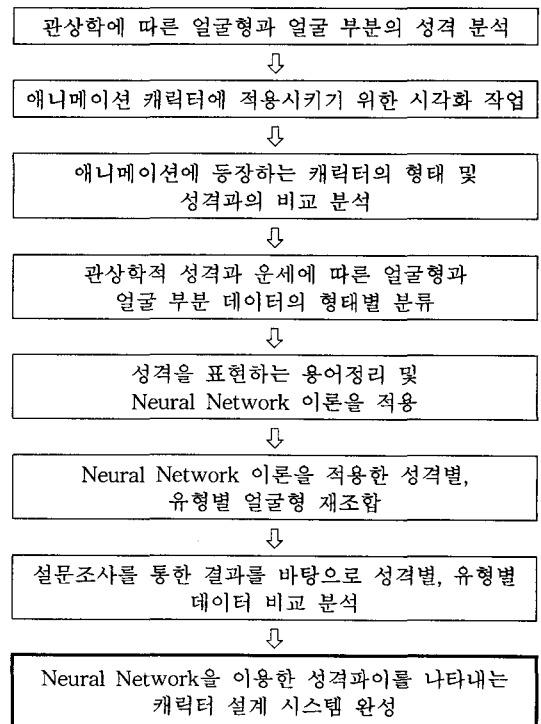 관상학에 따른 얼굴형과 얼굴 부분의 성격 분석
애니메이션 캐릭터에 적용시키기 위한 시각화 작업
애니메이션에 등장하는 캐릭터의 형태 및
성격과의 비교 분석
관상학적 성격과 운세에 따른 얼굴형과
얼굴 부분 데이터의 형태별 분류
성격을 표현하는 용어정리 및
Neural Network 이론을 적용
Neural Network 이론을 적용한 성격별,
유형별 얼굴형 재조합
설문조사를 통한 결과를 바탕으로 성격별, 유형별
데이터 비교 분석
Neural Network을 이용한 성격파이를 나타내는
캐릭터 설계 시스템 완성